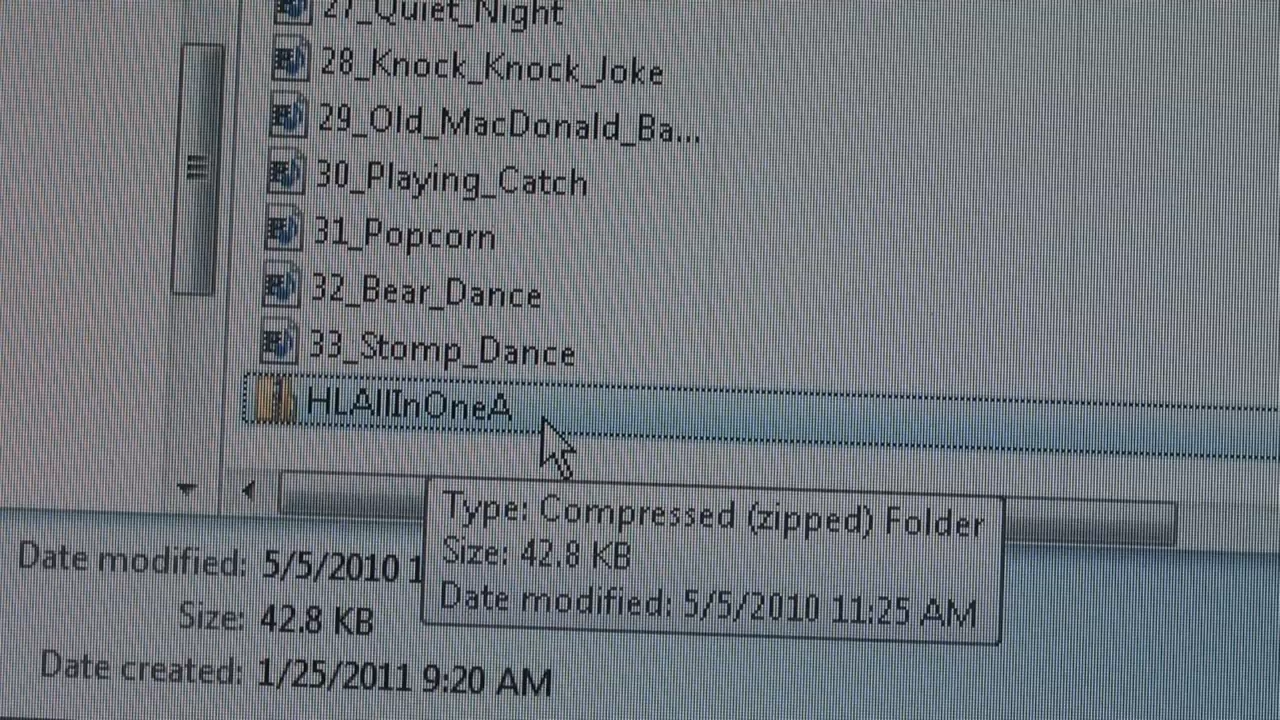 27_Quiet_Night
28_Knock_Knock_Joke
29_Old_MacDonald_Ba...
30_Playing_Catch
31_Popcorn
32_Bear_Dance
33_Stomp_Dance
HLAllInOneA
Type: Compressed (zipped) Folder
Size: 42.8 KB
Date modified: 5/5/2010 11:25 AM
Date modified: 5/5/2010 1
Size: 42.8 KB
Date created: 1/25/2011 9:20 AM